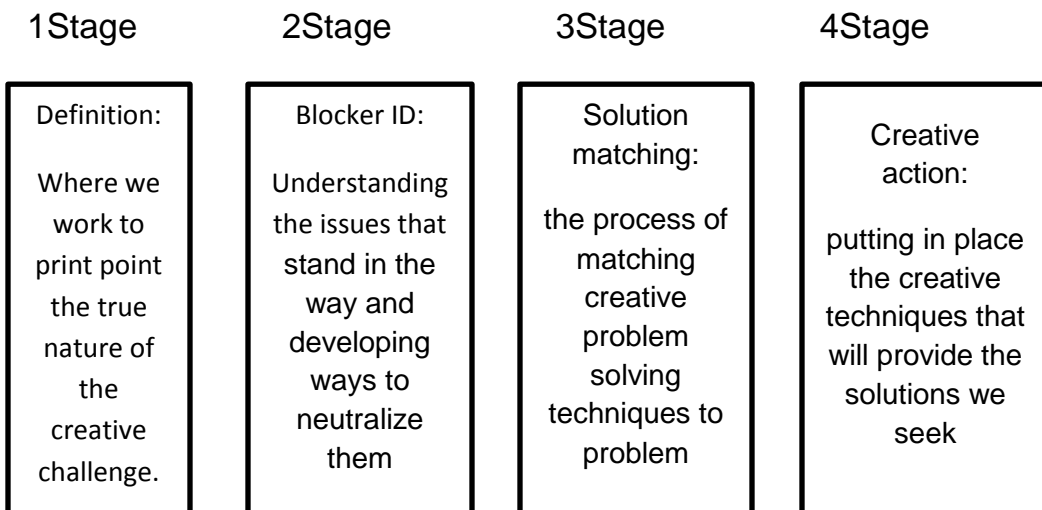 1Stage
2Stage
3Stage
4Stage
Definition:
Where we
work to
print point
the true
nature of
the
creative
challenge.
Blocker ID:
Understanding
the issues that
stand in the
way and
developing
ways to
neutralize
them
Solution
matching:
the process of
matching
creative
problem
solving
techniques to
problem
Creative
action:
putting in place
the creative
techniques that
will provide the
solutions we
seek